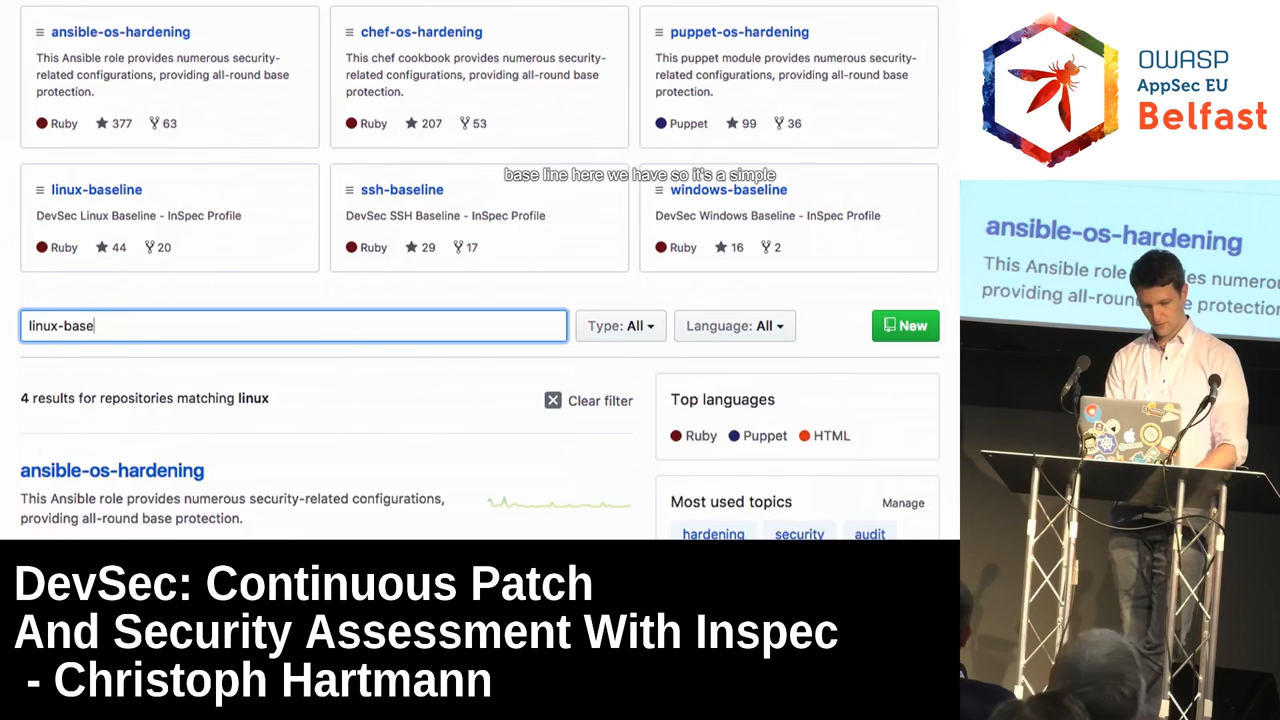 ansible-os-hardening
This Ansible role provides numerous security-
related configurations, providing all-round base
protection.
Ruby 377 63
chef-os-hardening
This chef cookbook provides numerous security-
related configurations, providing all-round base
protection.
Ruby 207 53
puppet-os-hardening
This puppet module provides numerous security-
related configurations, providing all-round base
protection.
Puppet 99 36
base line here we have so it's a simple
linux-baseline
DevSec Linux Baseline - InSpec Profile
Ruby 44 20
ssh-baseline
DevSec SSH Baseline - InSpec Profile
Ruby 29 17
windows-baseline
DevSec Windows Baseline - InSpec Profile
Ruby 16 2
linux-base
Type: All
Language: All
New
4 results for repositories matching linux
Clear filter
Top languages
Ruby Puppet HTML
ansible-os-hardening
This Ansible role provides numerous security-related configurations,
providing all-round base protection.
Most used topics
Manage
hardening security audit
OWASP
AppSec EU
Belfast
ansible-os-hardening
This Ansible role es numerou
providing all-roun e protection
DevSec: Continuous Patch
And Security Assessment With Inspec
- Christoph Hartmann